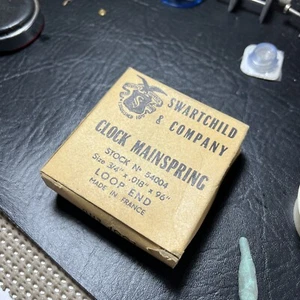 SWARTCHILD
& COMPANY
CLOCK MAINSPRING
STOCK Nº 54004
Size 3/4" x .018" x 96"
LOOP END
MADE IN FRANCE